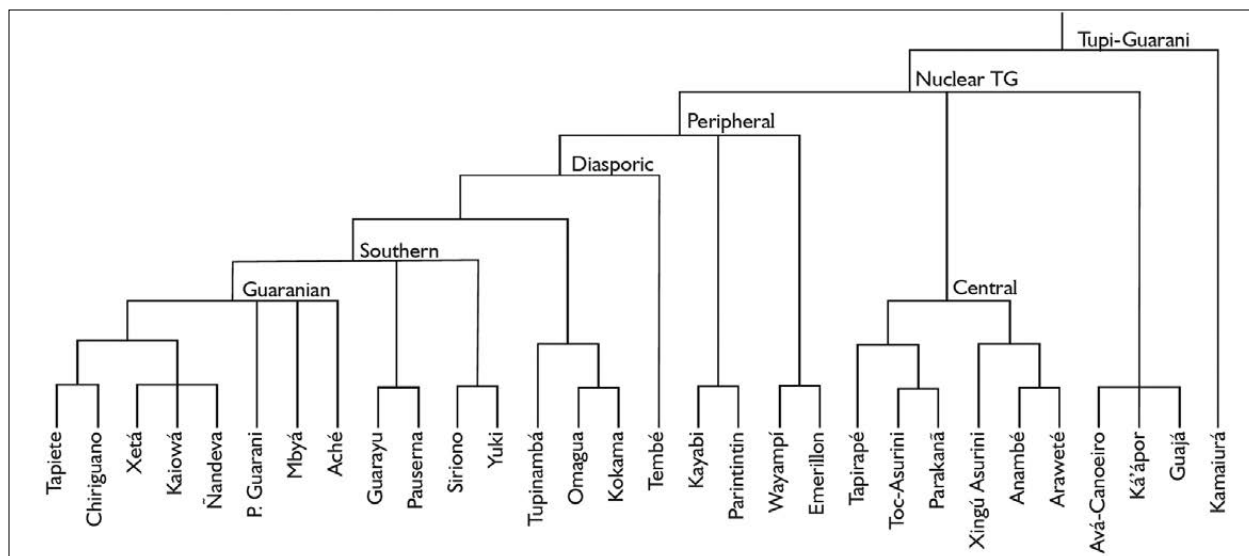 Tupi-Guarani
Nuclear TG
Peripheral
Diasporic
Southern
Guaranian
Central
Tapiete
Chiriguano
Xetá
Kaiowá
Ñandeva
P. Guarani
Mbyá
Aché
Guarayu
Pauserna
Siriono
Yuki
Tupinambá
Omagua
Kokama
Tembé
Kayabi
Parintintin
Wayampí
Emerillon
Tapirapé
Toc-Asurini
Parakanã
Xingú Asurini
Anambé
Araweté
Avá-Canoeiro
Ká'ápor
Guajá
Kamaiurá